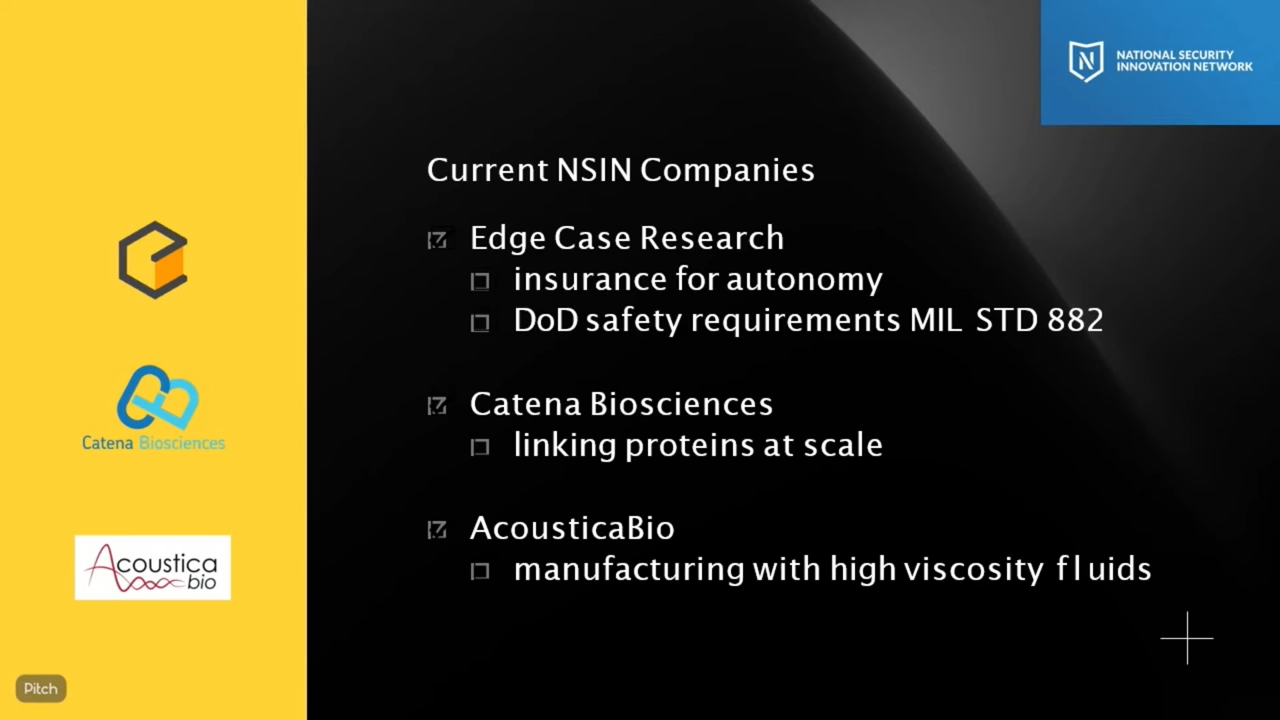 NATIONAL SECURITY
INNOVATION NETWORK
Current NSIN Companies
Edge Case Research
insurance for autonomy
DoD safety requirements MIL STD 882
Catena Biosciences
linking proteins at scale
AcousticaBio
manufacturing with high viscosity fluids
Catena Biosciences
Acoustica
bio
Pitch